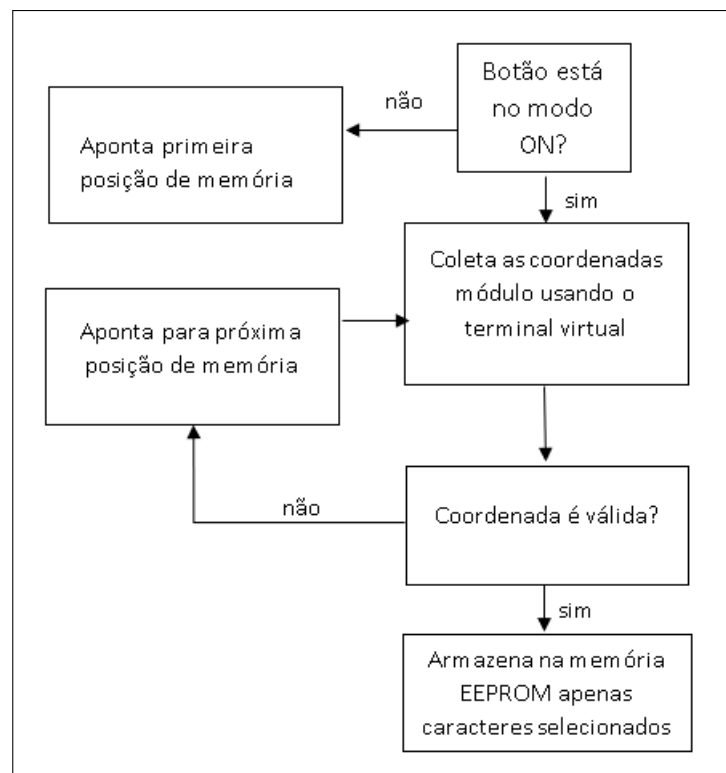 Botão está
no modo
ON?
não
Aponta primeira
posição de memória
sim
Coleta as coordenadas
módulo usando o
terminal virtual
Aponta para próxima
posição de memória
não
Coordenada é válida?
sim
Armazena na memória
EEPROM apenas
caracteres selecionados